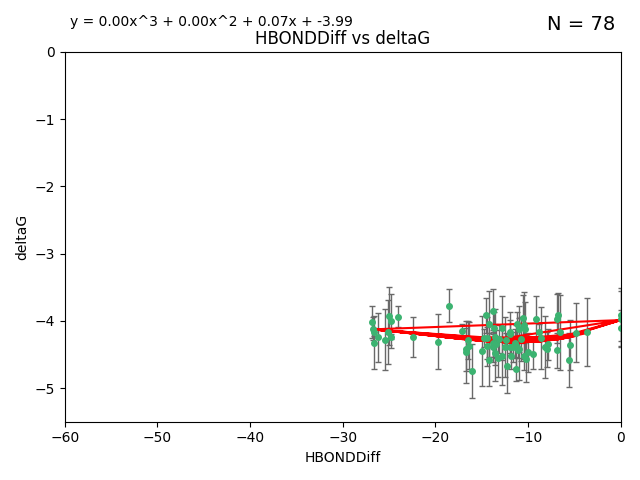 y = 0.00x^3 + 0.00x^2 + 0.07x + -3.99
N = 78
HBONDDiff vs deltaG
0
−1
−2
−3
−4
−5
deltaG
−60 −50 −40 −30 −20 −10 0
HBONDDiff